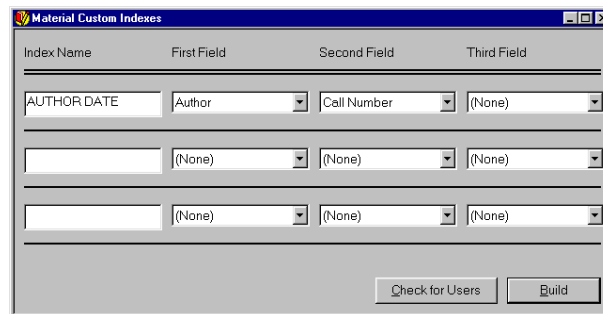 Material Custom Indexes
Index Name First Field Second Field Third Field
AUTHOR DATE Author Call Number (None)
(None) (None) (None)
(None) (None) (None)
Check for Users Build